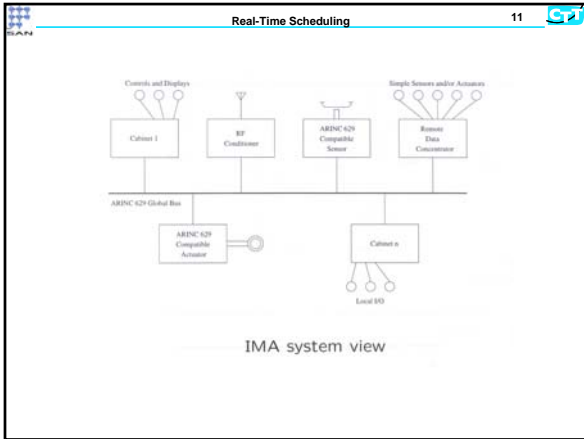 Real-Time Scheduling
11
CTIT
SAN
Controls and Displays
Simple Sensors and/or Actuators
Cabinet 1
RF
Conditioner
ARINC 629
Compatible
Sensor
Remote
Data
Concentrator
ARINC 629 Global Bus
ARINC 629
Compatible
Actuator
Cabinet n
Local I/O
IMA system view